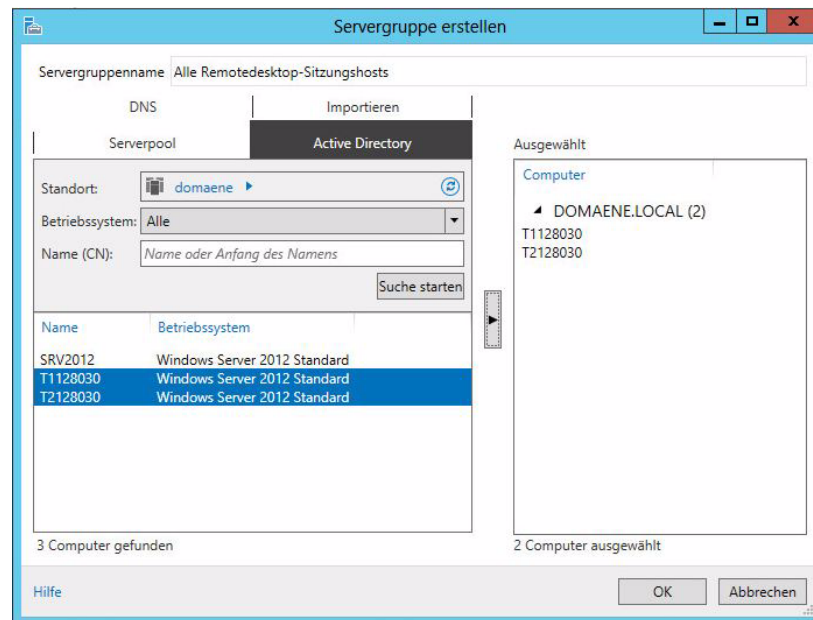 Servergruppe erstellen
Servergruppenname Alle Remotedesktop-Sitzungshosts
DNS Importieren
Serverpool Active Directory
Standort: domaene
Betriebssystem: Alle
Name (CN): Name oder Anfang des Namens
Suche starten
Name Betriebssystem
SRV2012 Windows Server 2012 Standard
T1128030 Windows Server 2012 Standard
T2128030 Windows Server 2012 Standard
3 Computer gefunden
Ausgewählt
Computer
DOMAENE.LOCAL (2)
T1128030
T2128030
2 Computer ausgewählt
Hilfe OK Abbrechen